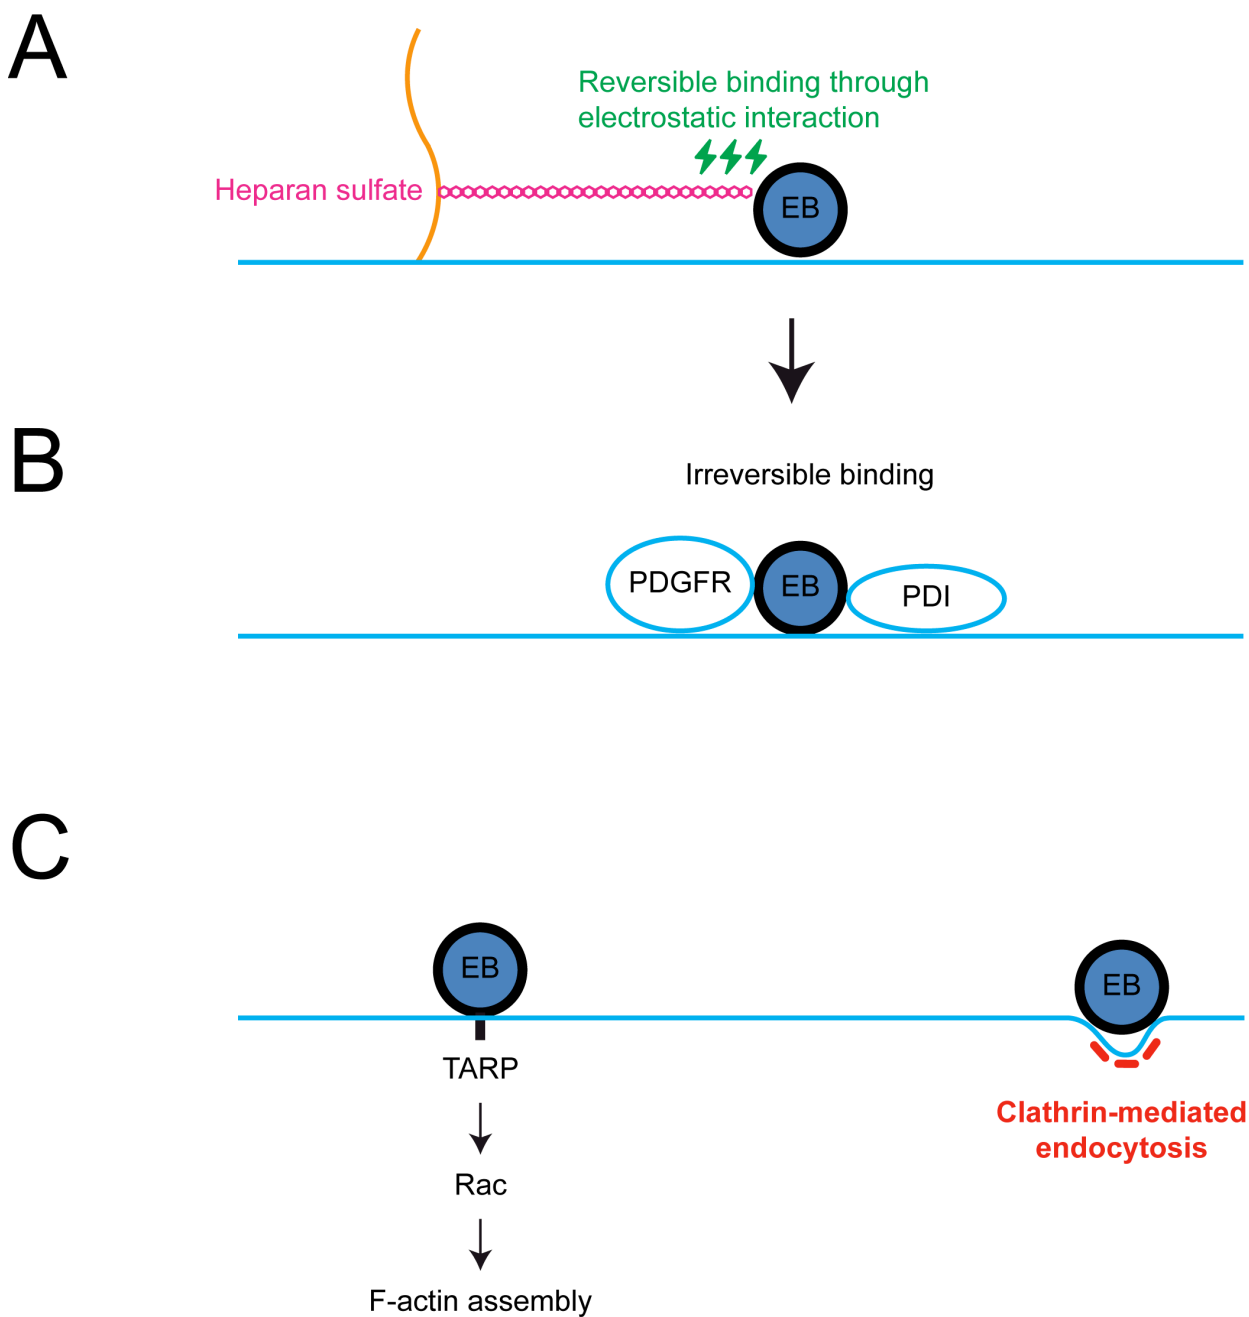 A
Reversible binding through
electrostatic interaction
Heparan sulfate
EB
B
Irreversible binding
PDGFR
EB
PDI
C
EB
EB
TARP
Clathrin-mediated
endocytosis
Rac
F-actin assembly